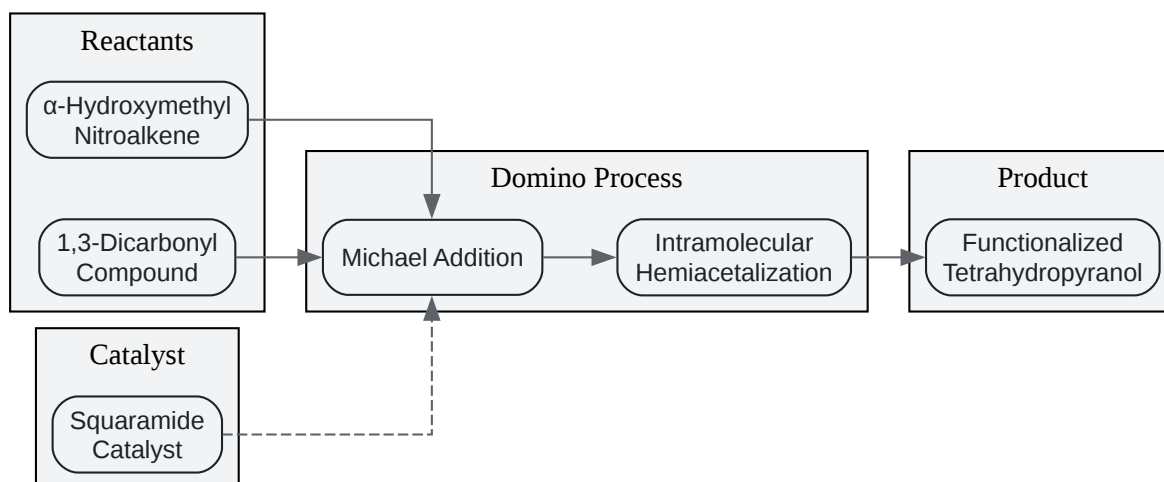 Reactants
α-Hydroxymethyl
Nitroalkene
1,3-Dicarbonyl
Compound
Domino Process
Michael Addition
Intramolecular
Hemiacetalization
Product
Functionalized
Tetrahydropyranol
Catalyst
Squaramide
Catalyst